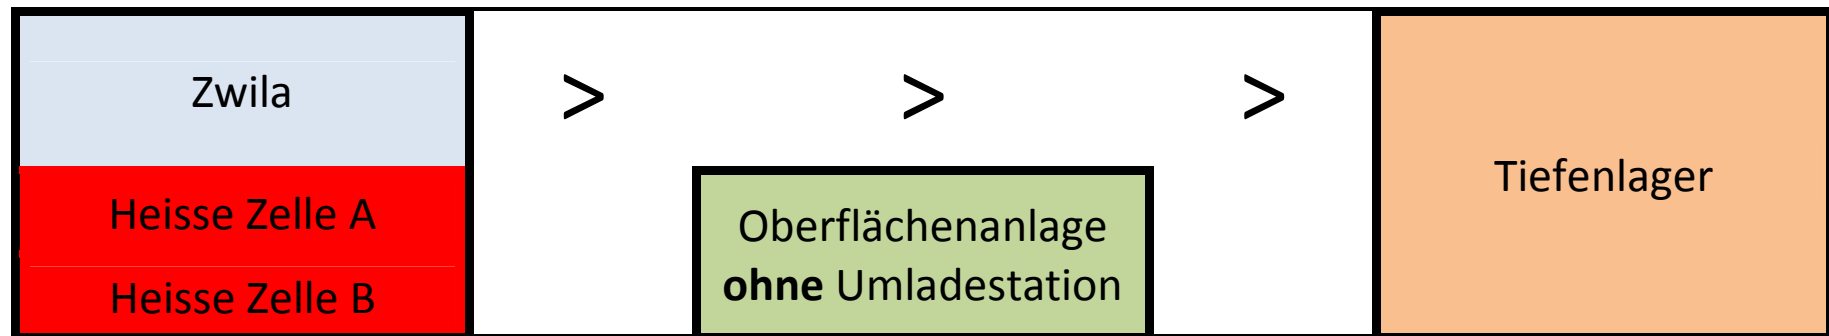 Zwila
> > >
Heisse Zelle A
Heisse Zelle B
Oberflächenanlage
ohne Umladestation
Tiefenlager